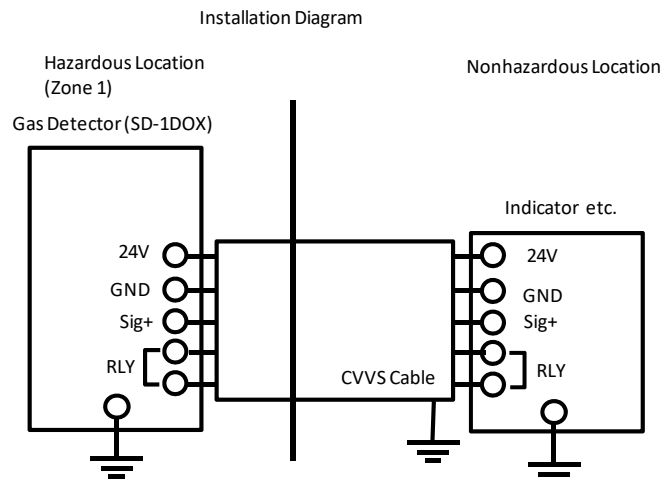 Installation Diagram
Hazardous Location
(Zone 1)
Nonhazardous Location
Gas Detector (SD-1DOX)
Indicator etc.
24V
GND
Sig+
RLY
CVVS Cable
24V
GND
Sig+
RLY